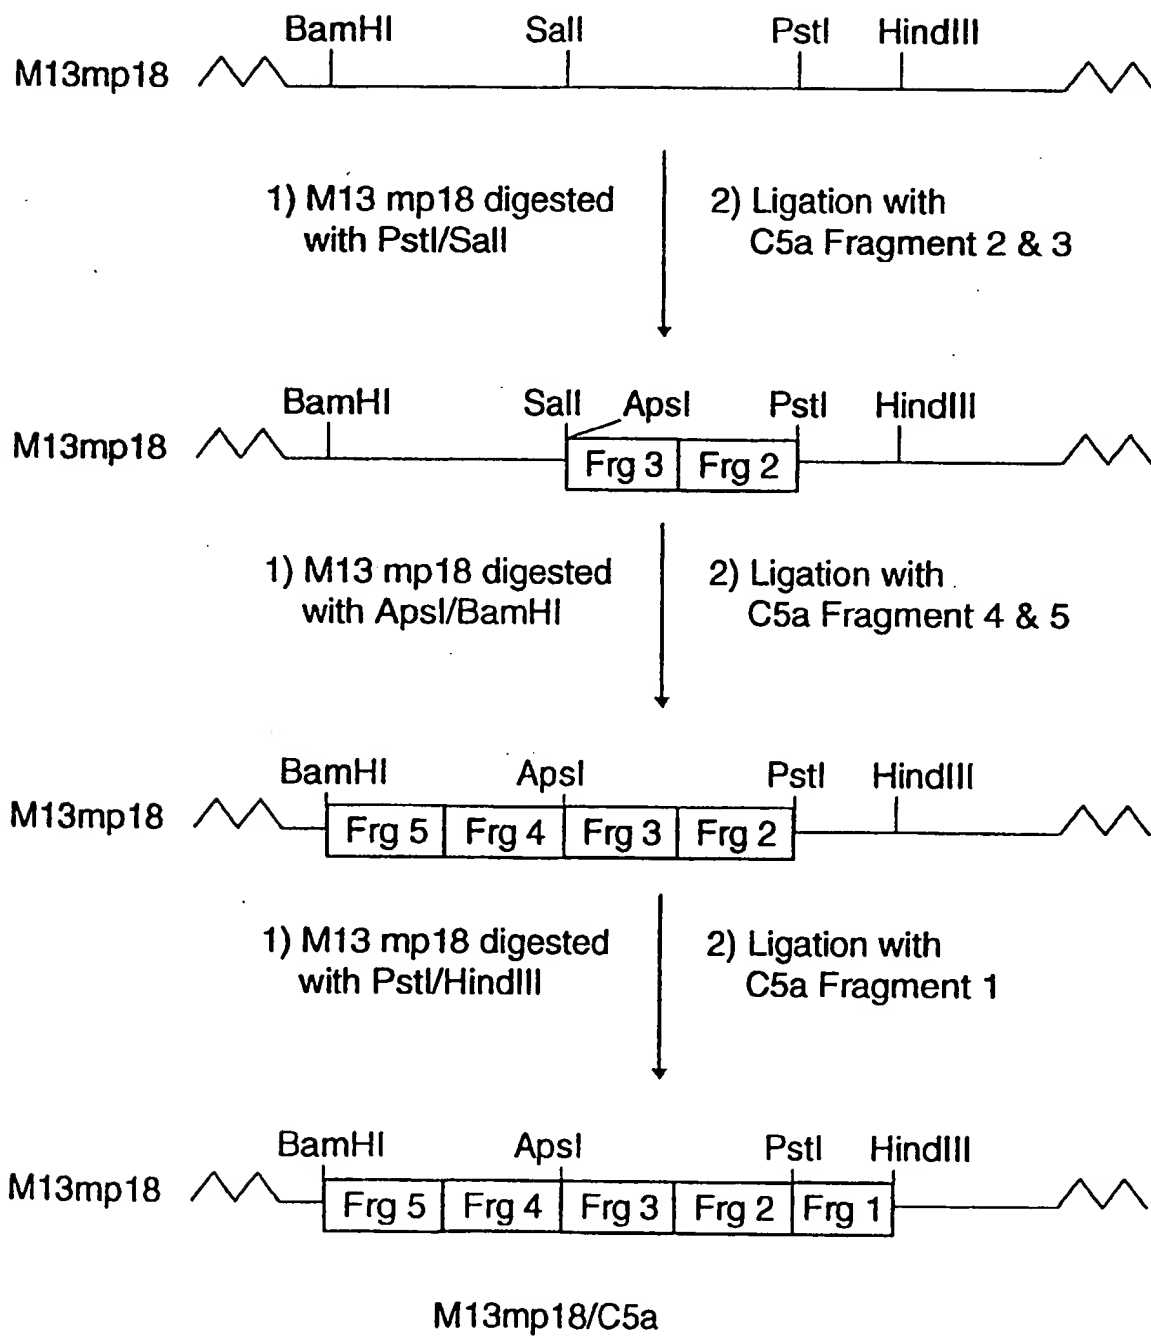 BamHI SalI PstI HindIII
M13mp18
1) M13 mp18 digested
with PstI/SalI
2) Ligation with
C5a Fragment 2 & 3
BamHI SalI ApsI PstI HindIII
M13mp18
Frg 3 Frg 2
1) M13 mp18 digested
with ApsI/BamHI
2) Ligation with
C5a Fragment 4 & 5
BamHI ApsI PstI HindIII
M13mp18
Frg 5 Frg 4 Frg 3 Frg 2
1) M13 mp18 digested
with PstI/HindIII
2) Ligation with
C5a Fragment 1
BamHI ApsI PstI HindIII
M13mp18
Frg 5 Frg 4 Frg 3 Frg 2 Frg 1
M13mp18/C5a